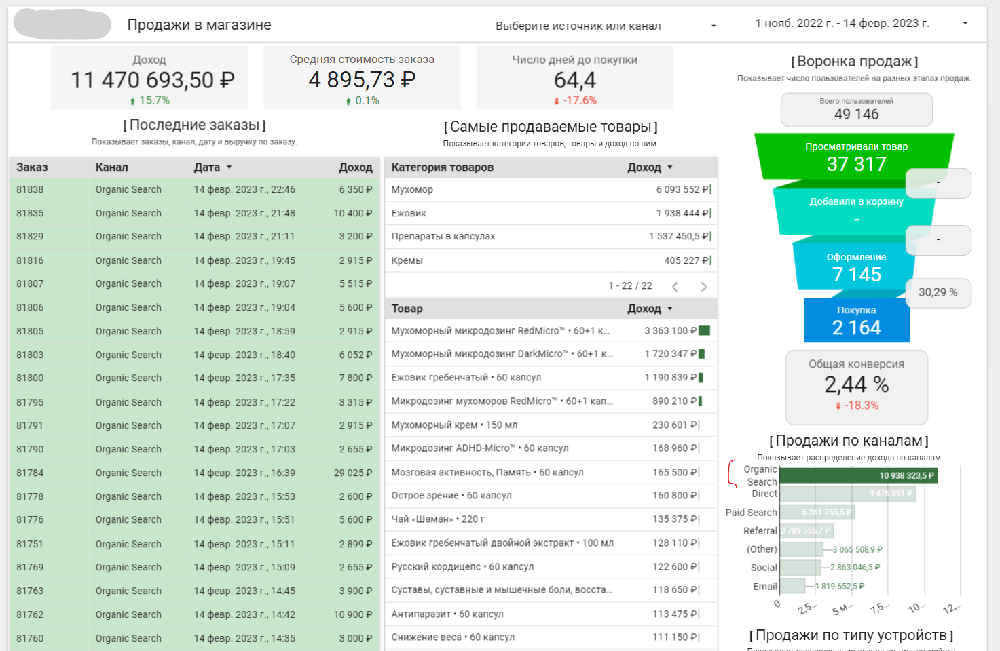 Продажи в магазине
Выберите источник или канал
1 нояб. 2022 г. - 14 февр. 2023 г.
Доход
11 470 693,50 ₽
15.7%
Средняя стоимость заказа
4 895,73 ₽
0.1%
Число дней до покупки
64,4
-17.6%
[Последние заказы]
Показывает заказы, канал, дату и выручку по заказу.
Заказ Канал Дата Доход
81838 Organic Search 14 февр. 2023 г., 22:46 6 350 ₽
81835 Organic Search 14 февр. 2023 г., 21:48 10 400 ₽
81829 Organic Search 14 февр. 2023 г., 21:11 3 200 ₽
81816 Organic Search 14 февр. 2023 г., 19:45 2 915 ₽
81807 Organic Search 14 февр. 2023 г., 19:07 5 515 ₽
81806 Organic Search 14 февр. 2023 г., 19:04 5 600 ₽
81805 Organic Search 14 февр. 2023 г., 18:59 2 915 ₽
81803 Organic Search 14 февр. 2023 г., 18:40 6 052 ₽
81800 Organic Search 14 февр. 2023 г., 17:35 7 800 ₽
81795 Organic Search 14 февр. 2023 г., 17:22 3 315 ₽
81791 Organic Search 14 февр. 2023 г., 17:07 2 915 ₽
81790 Organic Search 14 февр. 2023 г., 17:03 2 655 ₽
81784 Organic Search 14 февр. 2023 г., 16:39 29 025 ₽
81778 Organic Search 14 февр. 2023 г., 15:53 2 600 ₽
81776 Organic Search 14 февр. 2023 г., 15:51 5 600 ₽
81751 Organic Search 14 февр. 2023 г., 15:11 2 899 ₽
81769 Organic Search 14 февр. 2023 г., 15:09 2 655 ₽
81763 Organic Search 14 февр. 2023 г., 14:45 3 900 ₽
81762 Organic Search 14 февр. 2023 г., 14:42 10 900 ₽
81760 Organic Search 14 февр. 2023 г., 14:35 3 000 ₽
[Самые продаваемые товары]
Показывает категории товаров, товары и доход по ним.
Категория товаров Доход
Мухомор 6 093 552 ₽
Ежовик 1 938 444 ₽
Препараты в капсулах 1 537 450,5 ₽
Кремы 405 227 ₽
1 - 22 / 22
Товар Доход
Мухоморный микродозинг RedMicro™ • 60+1 к... 3 363 100 ₽
Мухоморный микродозинг DarkMicro™ • 60+1 к... 1 720 347 ₽
Ежовик гребенчатый • 60 капсул 1 190 839 ₽
Микродозинг мухоморов RedMicro™ • 60+1 кап... 890 210 ₽
Мухоморный крем • 150 мл 230 601 ₽
Микродозинг ADHD-Micro™ • 60 капсул 168 960 ₽
Мозговая активность, Память • 60 капсул 165 500 ₽
Острое зрение • 60 капсул 160 800 ₽
Чай «Шаман» • 220 г 135 375 ₽
Ежовик гребенчатый двойной экстракт • 100 мл 128 110 ₽
Русский кордицепс • 60 капсул 122 600 ₽
Суставы, суставные и мышечные боли, восста... 118 650 ₽
Антипаразит • 60 капсул 113 475 ₽
Снижение веса • 60 капсул 111 150 ₽
[Воронка продаж]
Показывает число пользователей на разных этапах продаж.
Всего пользователей
49 146
Просматривали товар
37 317
-
Добавили в корзину
-
-
Оформление
7 145
30,29 %
Покупка
2 164
Общая конверсия
2,44 %
-18.3%
[Продажи по каналам]
Показывает распределение дохода по каналам
Organic Search 10 938 323,5 ₽
Direct 9 476 891 ₽
Paid Search 5 261 755,5 ₽
Referral 3 789 555,7 ₽
(Other) 3 065 508,9 ₽
Social 2 863 046,5 ₽
Email 1 819 652,5 ₽
0 2,5... 5 м... 7,5... 10... 12,...
[Продажи по типу устройств]